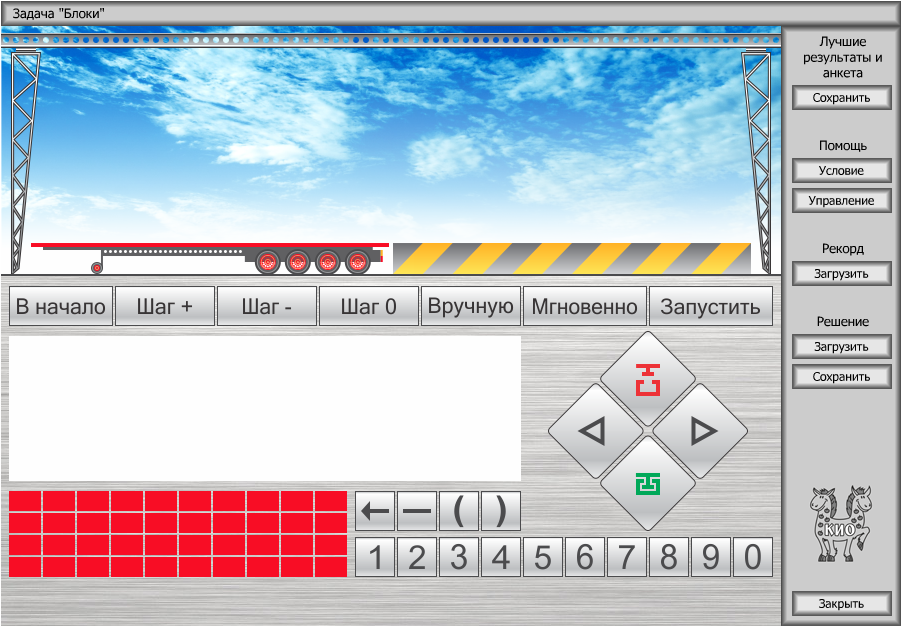 Задача "Блоки"
Лучшие
результаты и
анкета
Сохранить
Помощь
Условие
Управление
Рекорд
Загрузить
Решение
Загрузить
Сохранить
В начало Шаг + Шаг - Шаг 0 Вручную Мгновенно Запустить
← — ( )
1 2 3 4 5 6 7 8 9 0
КИО
Закрыть